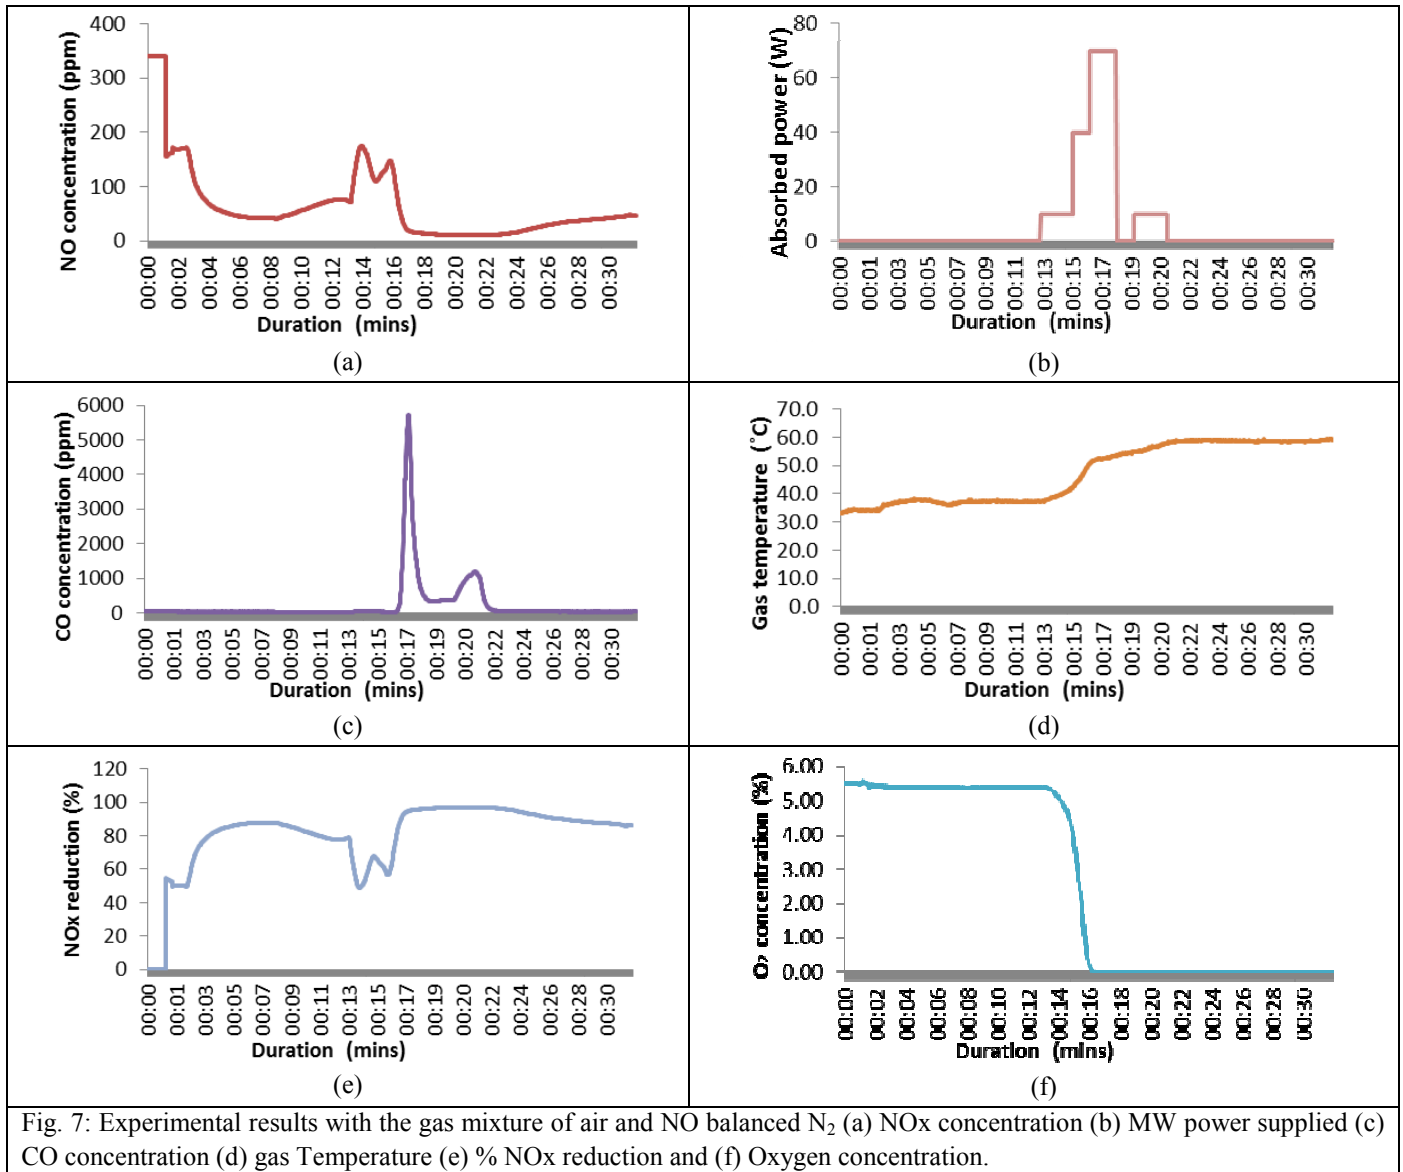 400
300
200
100
0
NO concentration (ppm)
00:00 00:02 00:04 00:06 00:08 00:10 00:12 00:14 00:16 00:18 00:20 00:22 00:24 00:26 00:28 00:30
Duration (mins)
(a)
80
60
40
20
0
Absorbed power (W)
00:00 00:01 00:03 00:05 00:07 00:09 00:11 00:13 00:15 00:17 00:19 00:20 00:22 00:24 00:26 00:28 00:30
Duration (mins)
(b)
6000
5000
4000
3000
2000
1000
0
CO concentration (ppm)
00:00 00:01 00:03 00:05 00:07 00:09 00:11 00:13 00:15 00:17 00:19 00:20 00:22 00:24 00:26 00:28 00:30
Duration (mins)
(c)
70.0
60.0
50.0
40.0
30.0
20.0
10.0
0.0
Gas temperature (˚C)
00:00 00:01 00:03 00:05 00:07 00:09 00:11 00:13 00:15 00:17 00:19 00:20 00:22 00:24 00:26 00:28 00:30
Duration (mins)
(d)
120
100
80
60
40
20
0
NOx reduction (%)
00:00 00:01 00:03 00:05 00:07 00:09 00:11 00:13 00:15 00:17 00:19 00:20 00:22 00:24 00:26 00:28 00:30
Duration (mins)
(e)
6.00
5.00
4.00
3.00
2.00
1.00
0.00
O₂ concentration (%)
00:00 00:02 00:04 00:06 00:08 00:10 00:12 00:14 00:16 00:18 00:20 00:22 00:24 00:26 00:28 00:30
Duration (mins)
(f)
Fig. 7: Experimental results with the gas mixture of air and NO balanced N₂ (a) NOx concentration (b) MW power supplied (c)
CO concentration (d) gas Temperature (e) % NOx reduction and (f) Oxygen concentration.